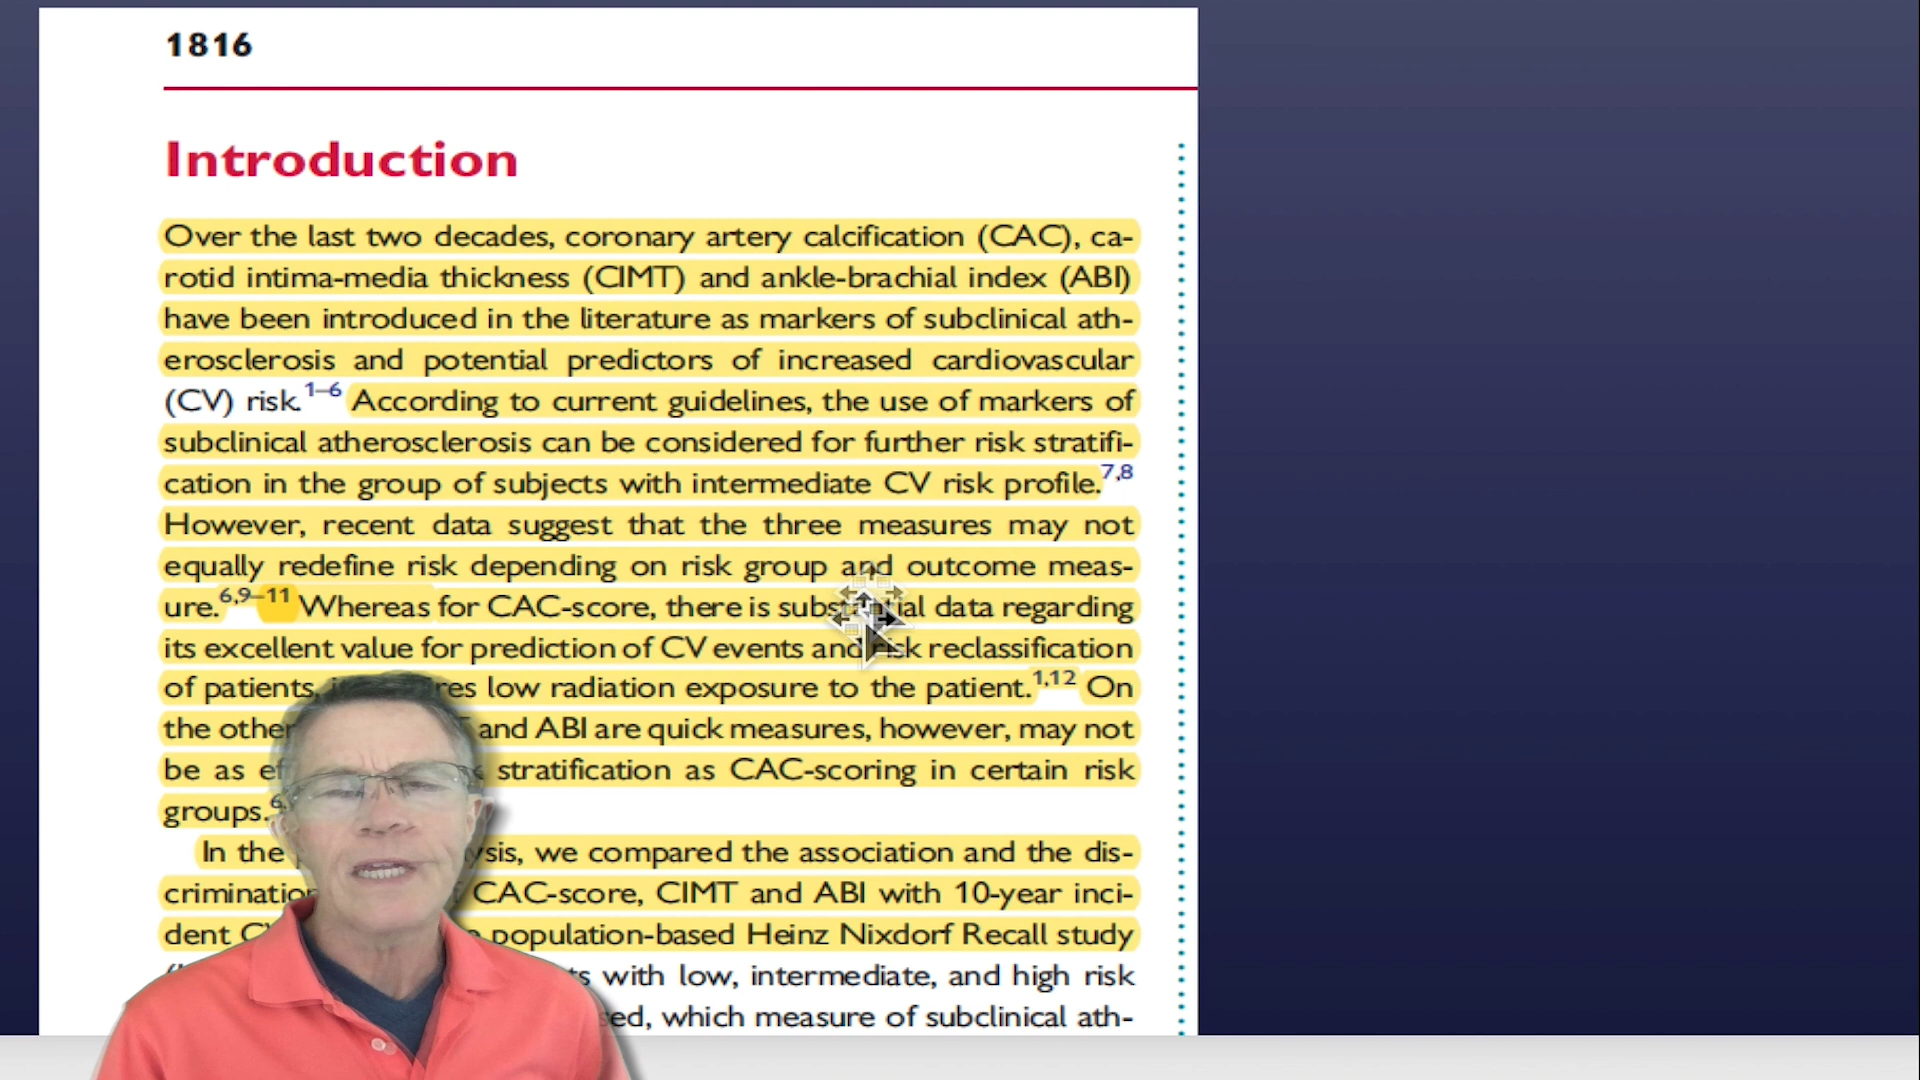 1816
Introduction
Over the last two decades, coronary artery calcification (CAC), ca-
rotid intima-media thickness (CIMT) and ankle-brachial index (ABI)
have been introduced in the literature as markers of subclinical ath-
erosclerosis and potential predictors of increased cardiovascular
(CV) risk.1–6 According to current guidelines, the use of markers of
subclinical atherosclerosis can be considered for further risk stratifi-
cation in the group of subjects with intermediate CV risk profile.7,8
However, recent data suggest that the three measures may not
equally redefine risk depending on risk group and outcome meas-
ure.6,9–11 Whereas for CAC-score, there is substantial data regarding
its excellent value for prediction of CV events and risk reclassification
of patients, low radiation exposure to the patient.1,12 On
the other and ABI are quick measures, however, may not
be as stratification as CAC-scoring in certain risk
groups.
In the we compared the association and the dis-
CAC-score, CIMT and ABI with 10-year inci-
dent population-based Heinz Nixdorf Recall study
with low, intermediate, and high risk
which measure of subclinical ath-